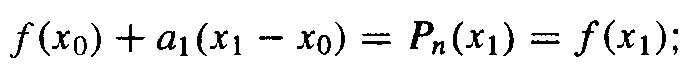 f(x₀) + a₁(x₁ − x₀) = Pₙ(x₁) = f(x₁);